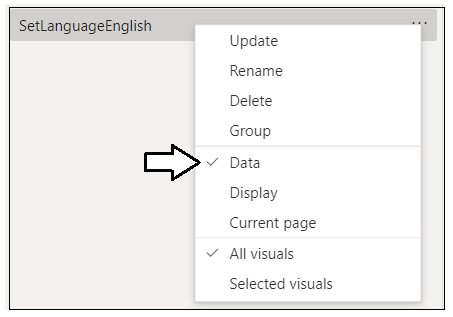 SetLanguageEnglish
...
Update
Rename
Delete
Group
Data
Display
Current page
All visuals
Selected visuals